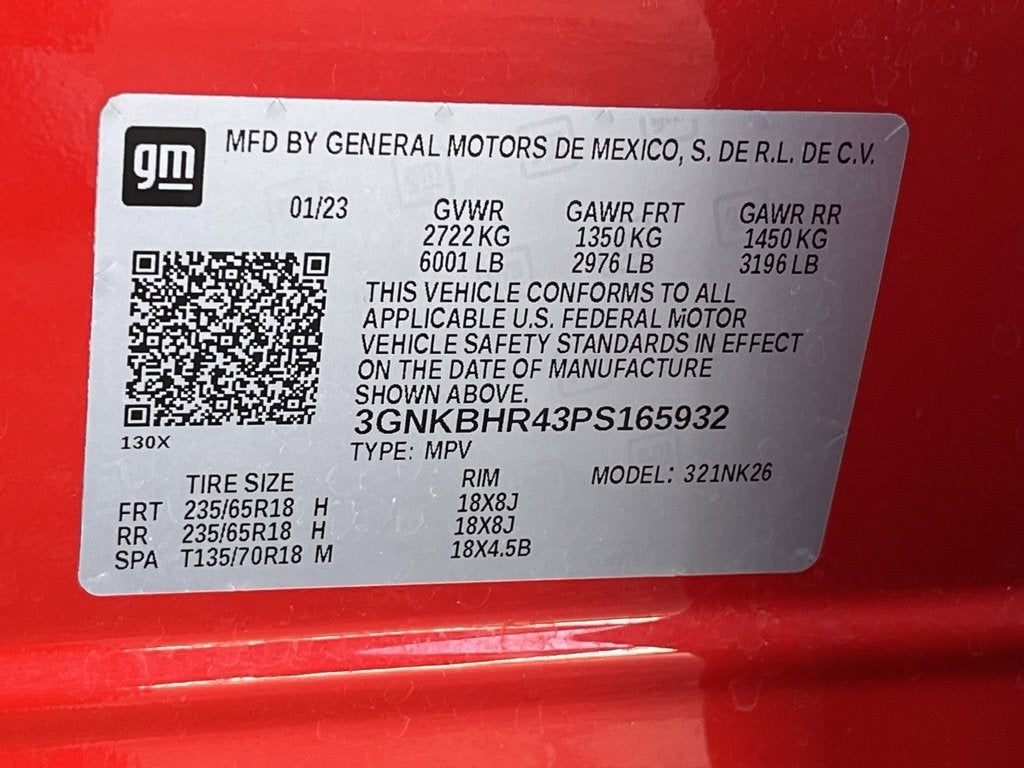 gm
MFD BY GENERAL MOTORS DE MEXICO, S. DE R.L. DE C.V.
01/23 GVWR GAWR FRT GAWR RR
2722 KG 1350 KG 1450 KG
6001 LB 2976 LB 3196 LB
THIS VEHICLE CONFORMS TO ALL
APPLICABLE U.S. FEDERAL MOTOR
VEHICLE SAFETY STANDARDS IN EFFECT
ON THE DATE OF MANUFACTURE
SHOWN ABOVE.
3GNKBHR43PS165932
130X
TYPE: MPV
TIRE SIZE RIM MODEL: 321NK26
FRT 235/65R18 H 18X8J
RR 235/65R18 H 18X8J
SPA T135/70R18 M 18X4.5B